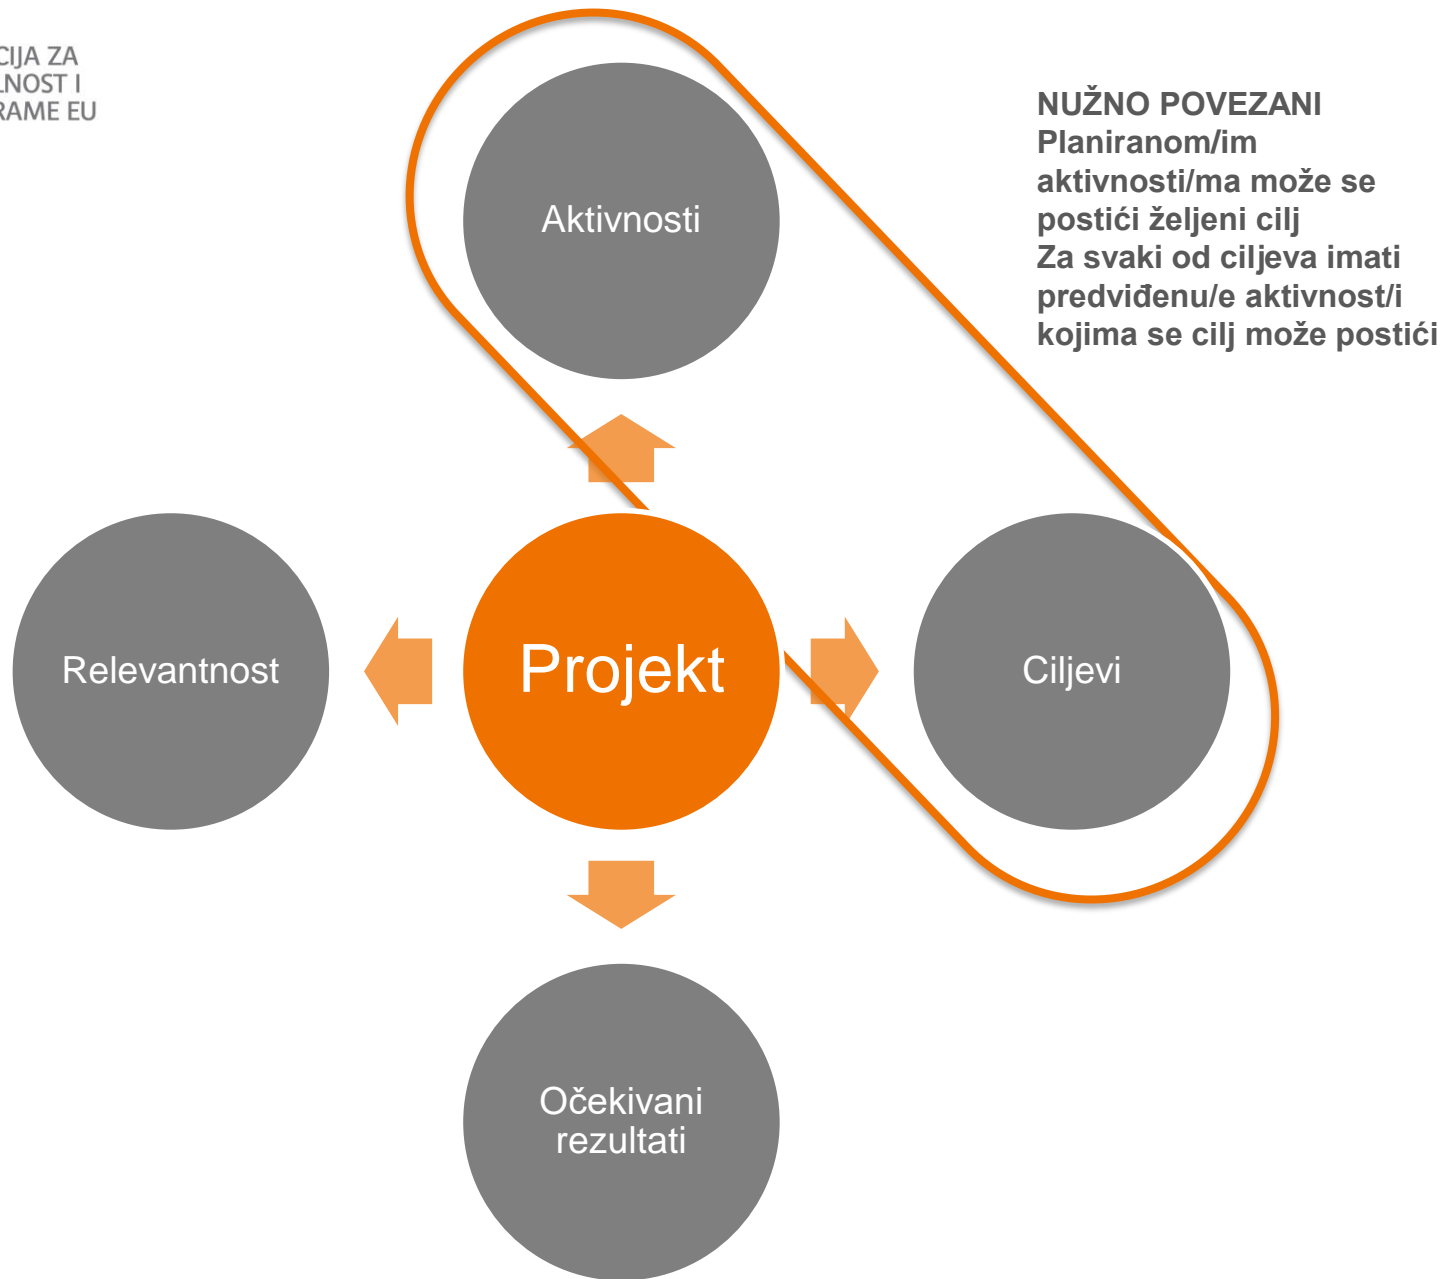 CIJA ZA
LNOST I
RAME EU
NUŽNO POVEZANI
Planiranom/im
aktivnosti/ma može se
postići željeni cilj
Za svaki od ciljeva imati
predviđenu/e aktivnost/i
kojima se cilj može postići
Aktivnosti
Relevantnost
Projekt
Ciljevi
Očekivani
rezultati